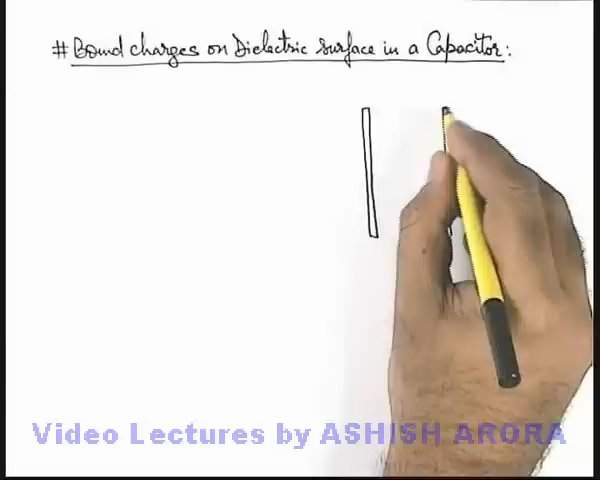 # Bound charges on Dielectric surface in a Capacitor:
Video Lectures by ASHISH ARORA